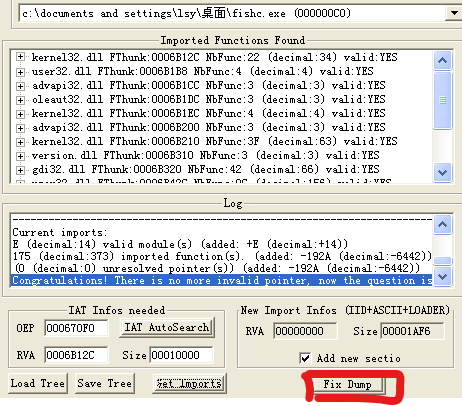 c:\documents and settings\lsy\桌面\fishc.exe (000000C0)
Imported Functions Found
kernel32.dll FThunk:0006B12C NbFunc:22 (decimal:34) valid:YES
user32.dll FThunk:0006B1B8 NbFunc:4 (decimal:4) valid:YES
advapi32.dll FThunk:0006B1CC NbFunc:3 (decimal:3) valid:YES
oleaut32.dll FThunk:0006B1DC NbFunc:3 (decimal:3) valid:YES
kernel32.dll FThunk:0006B1EC NbFunc:4 (decimal:4) valid:YES
advapi32.dll FThunk:0006B200 NbFunc:3 (decimal:3) valid:YES
kernel32.dll FThunk:0006B210 NbFunc:3F (decimal:63) valid:YES
version.dll FThunk:0006B310 NbFunc:3 (decimal:3) valid:YES
gdi32.dll FThunk:0006B320 NbFunc:42 (decimal:66) valid:YES
Log
Current imports:
E (decimal:14) valid module(s) (added: +E (decimal:+14))
175 (decimal:373) imported function(s). (added: -192A (decimal:-6442))
(0 (decimal:0) unresolved pointer(s)) (added: -192A (decimal:-6442))
Congratulations! There is no more invalid pointer, now the question is
IAT Infos needed
OEP 000670F0 IAT AutoSearch
RVA 0006B12C Size 00010000
New Import Infos (IID+ASCII+LOADER)
RVA 00000000 Size 00001AF6
Add new sectio
Load Tree Save Tree Get Imports Fix Dump